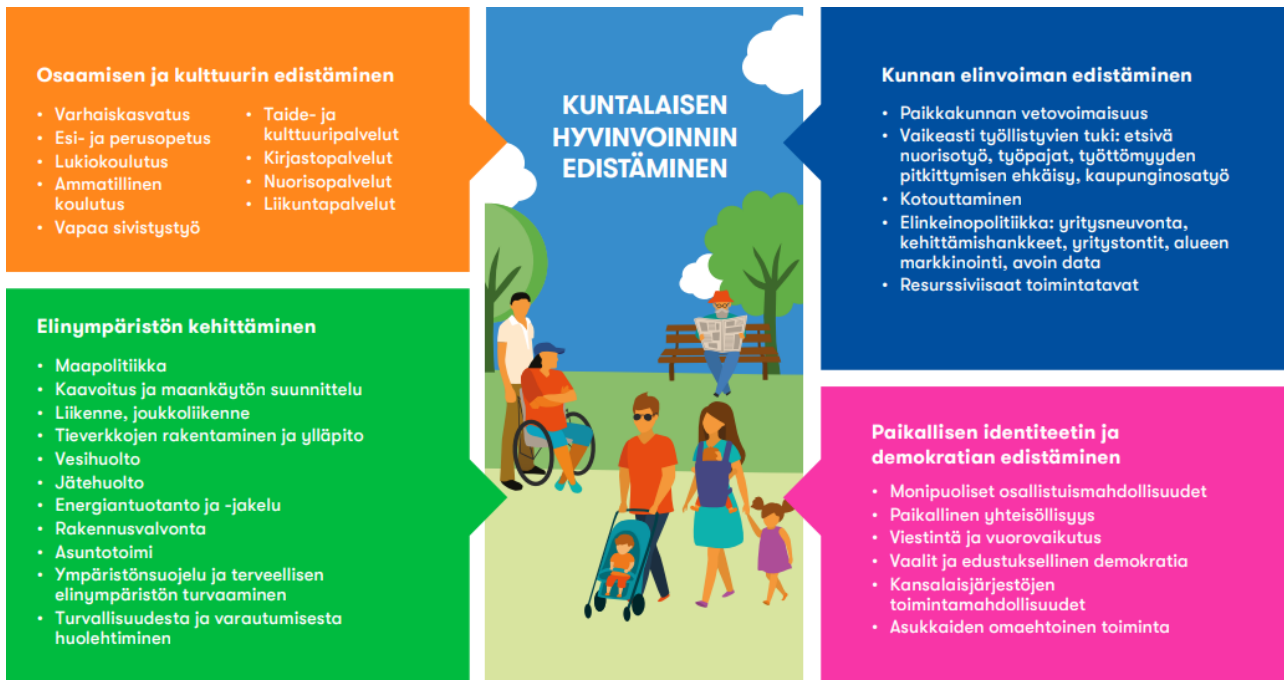 Osaamisen ja kulttuurin edistäminen
• Varhaiskasvatus
• Esi- ja perusopetus
• Lukiokoulutus
• Ammatillinen
koulutus
• Vapaa sivistystyö
• Taide- ja
kulttuuripalvelut
• Kirjastopalvelut
• Nuorisopalvelut
• Liikuntapalvelut
KUNTALAISEN
HYVINVOINNIN
EDISTÄMINEN
Kunnan elinvoiman edistäminen
• Paikkakunnan vetovoimaisuus
• Vaikeasti työllistyvien tuki: etsivä
nuorisotyö, työpajat, työttömyyden
pitkittymisen ehkäisy, kaupunginosatyö
• Kotouttaminen
• Elinkeinopolitiikka: yritysneuvonta,
kehittämishankkeet, yritystontit, alueen
markkinointi, avoin data
• Resurssiviisaat toimintatavat
Elinympäristön kehittäminen
• Maapolitiikka
• Kaavoitus ja maankäytön suunnittelu
• Liikenne, joukkoliikenne
• Tieverkkojen rakentaminen ja ylläpito
• Vesihuolto
• Jätehuolto
• Energiantuotanto ja -jakelu
• Rakennusvalvonta
• Asuntotoimi
• Ympäristönsuojelu ja terveellisen
elinympäristön turvaaminen
• Turvallisuudesta ja varautumisesta
huolehtiminen
Paikallisen identiteetin ja
demokratian edistäminen
• Monipuoliset osallistuismahdollisuudet
• Paikallinen yhteisöllisyys
• Viestintä ja vuorovaikutus
• Vaalit ja edustuksellinen demokratia
• Kansalaisjärjestöjen
toimintamahdollisuudet
• Asukkaiden omaehtoinen toiminta